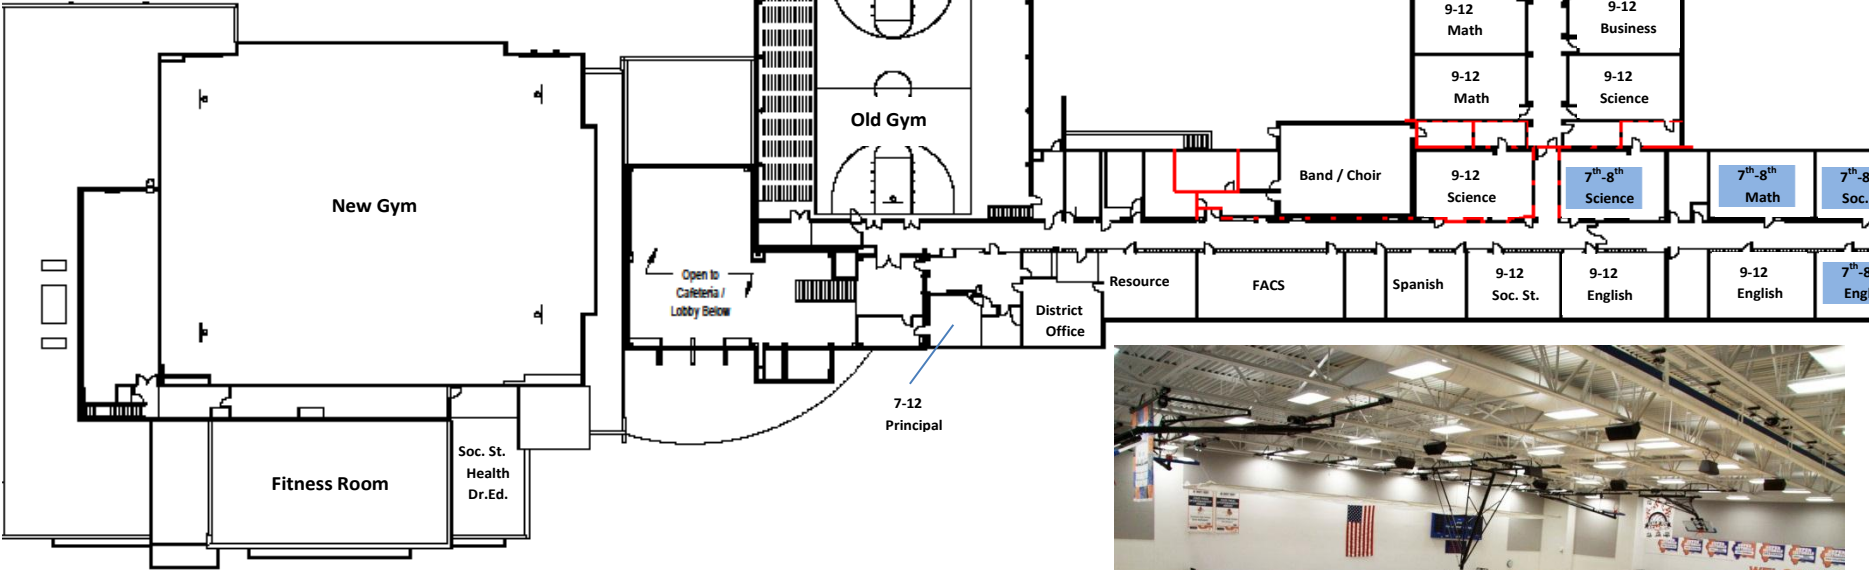 9-12
Math
9-12
Business
9-12
Math
9-12
Science
Old Gym
New Gym
Band / Choir
9-12
Science
7th-8th
Science
7th-8th
Math
7th-8
Soc.
Open to
Cafeteria /
Lobby Below
Resource
FACS
Spanish
9-12
Soc. St.
9-12
English
9-12
English
7th-8
Engl
District
Office
7-12
Principal
Fitness Room
Soc. St.
Health
Dr.Ed.